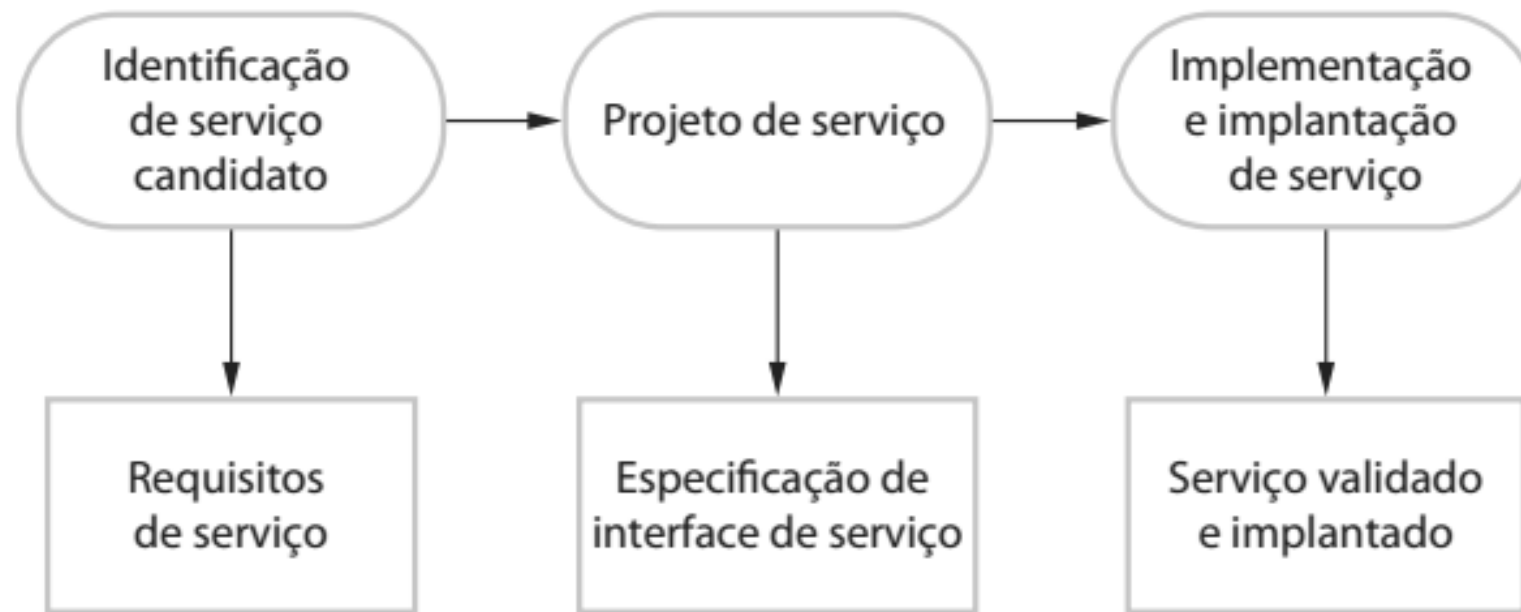 Identificação
de serviço
candidato
Projeto de serviço
Implementação
e implantação
de serviço
Requisitos
de serviço
Especificação de
interface de serviço
Serviço validado
e implantado